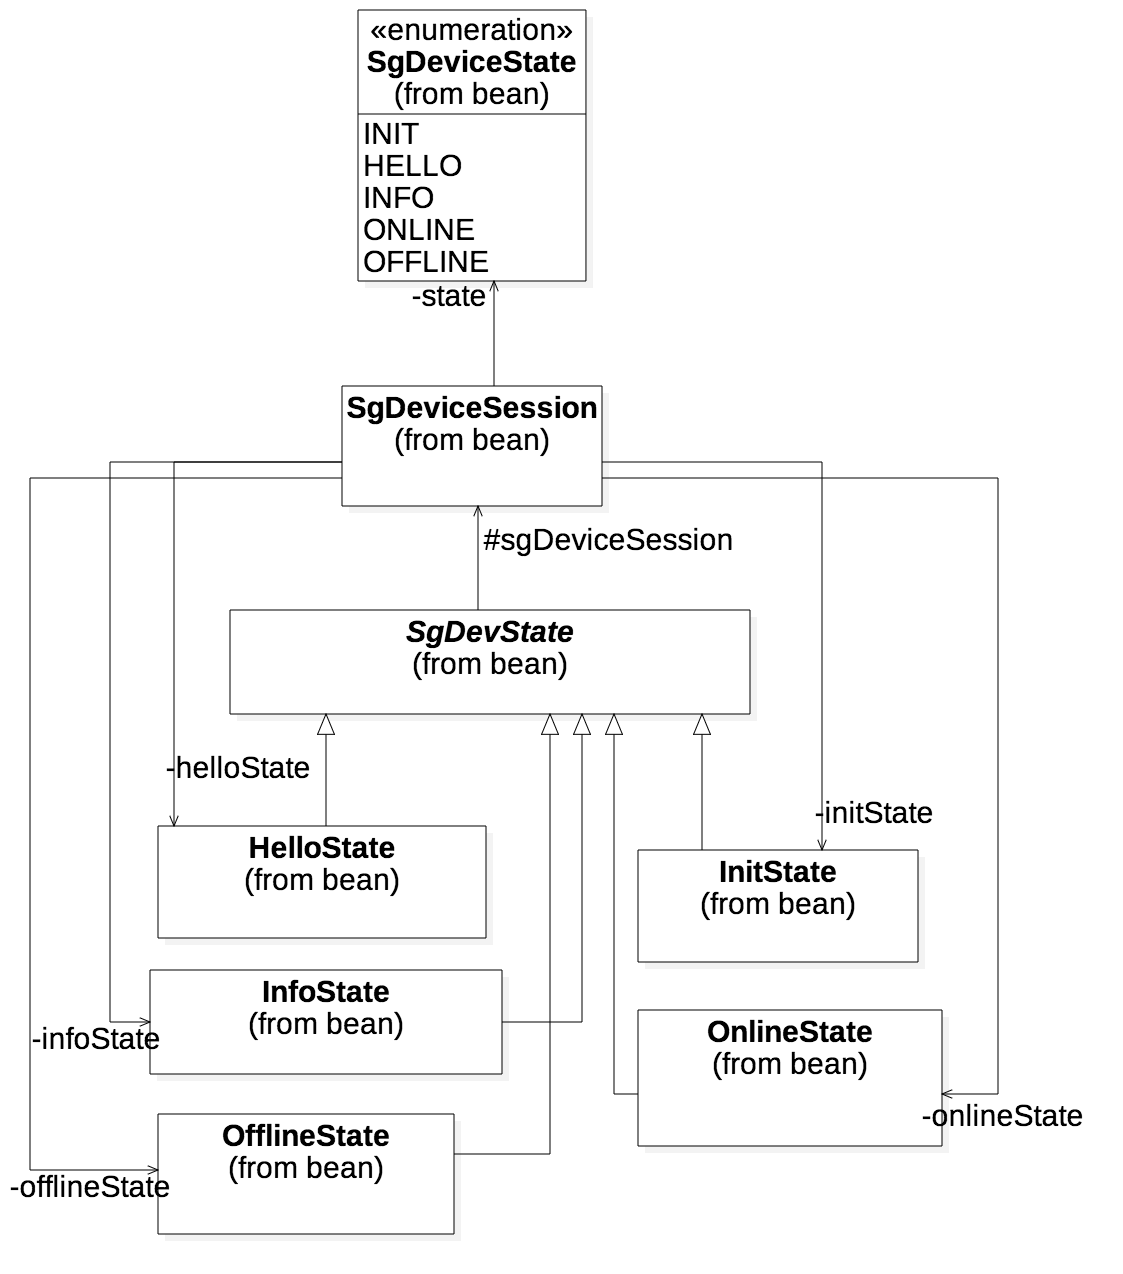 «enumeration»
SgDeviceState
(from bean)
INIT
HELLO
INFO
ONLINE
OFFLINE
-state
SgDeviceSession
(from bean)
#sgDeviceSession
SgDevState
(from bean)
-helloState
-initState
HelloState
(from bean)
InitState
(from bean)
InfoState
(from bean)
-infoState
OnlineState
(from bean)
-onlineState
OfflineState
(from bean)
-offlineState